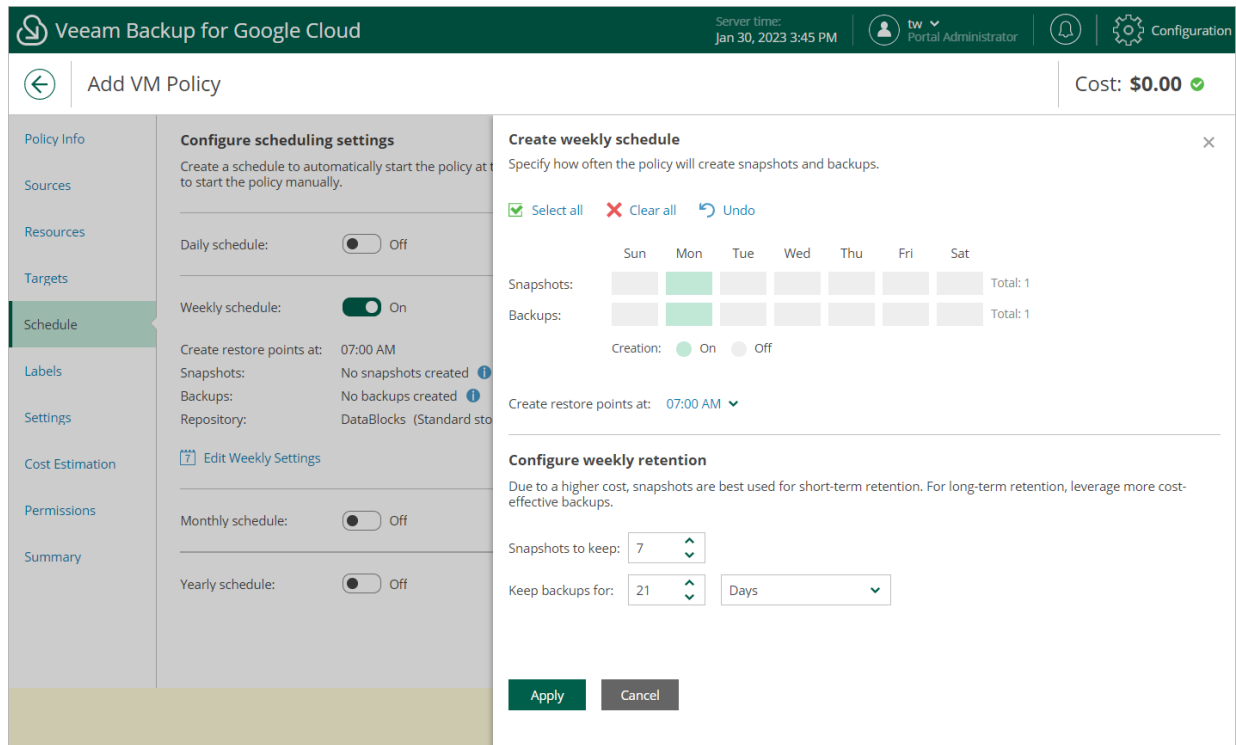 Veeam Backup for Google Cloud
Server time:
Jan 30, 2023 3:45 PM
tw
Portal Administrator
Configuration
Add VM Policy
Cost: $0.00
Policy Info
Sources
Resources
Targets
Schedule
Labels
Settings
Cost Estimation
Permissions
Summary
Configure scheduling settings
Create a schedule to automatically start the policy at t
to start the policy manually.
Daily schedule: Off
Weekly schedule: On
Create restore points at: 07:00 AM
Snapshots: No snapshots created
Backups: No backups created
Repository: DataBlocks (Standard sto
7 Edit Weekly Settings
Monthly schedule: Off
Yearly schedule: Off
Create weekly schedule
Specify how often the policy will create snapshots and backups.
Select all Clear all Undo
Sun Mon Tue Wed Thu Fri Sat
Snapshots: Total: 1
Backups: Total: 1
Creation: On Off
Create restore points at: 07:00 AM
Configure weekly retention
Due to a higher cost, snapshots are best used for short-term retention. For long-term retention, leverage more cost-
effective backups.
Snapshots to keep: 7
Keep backups for: 21 Days
Apply Cancel